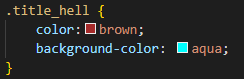 .title_hell {
color: brown;
background-color: aqua;
}